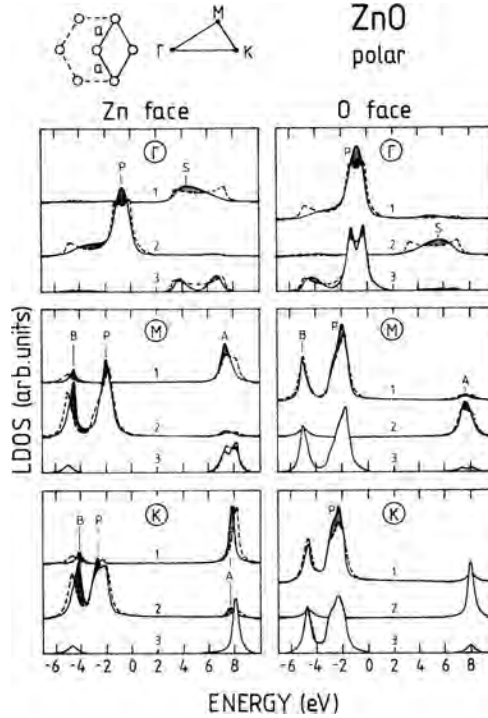 M
ZnO
a
Γ
K
a
polar
Zn face
O face
Γ
P
S
1
2
3
Γ
P
1
S
2
3
M
B
P
A
1
2
3
M
B
P
1
A
2
3
K
B
P
1
A
2
3
K
P
1
2
3
LDOS (arb.units)
-6 -4 -2 0 2 4 6 8
-6 -4 -2 0 2 4 6 8
ENERGY (eV)